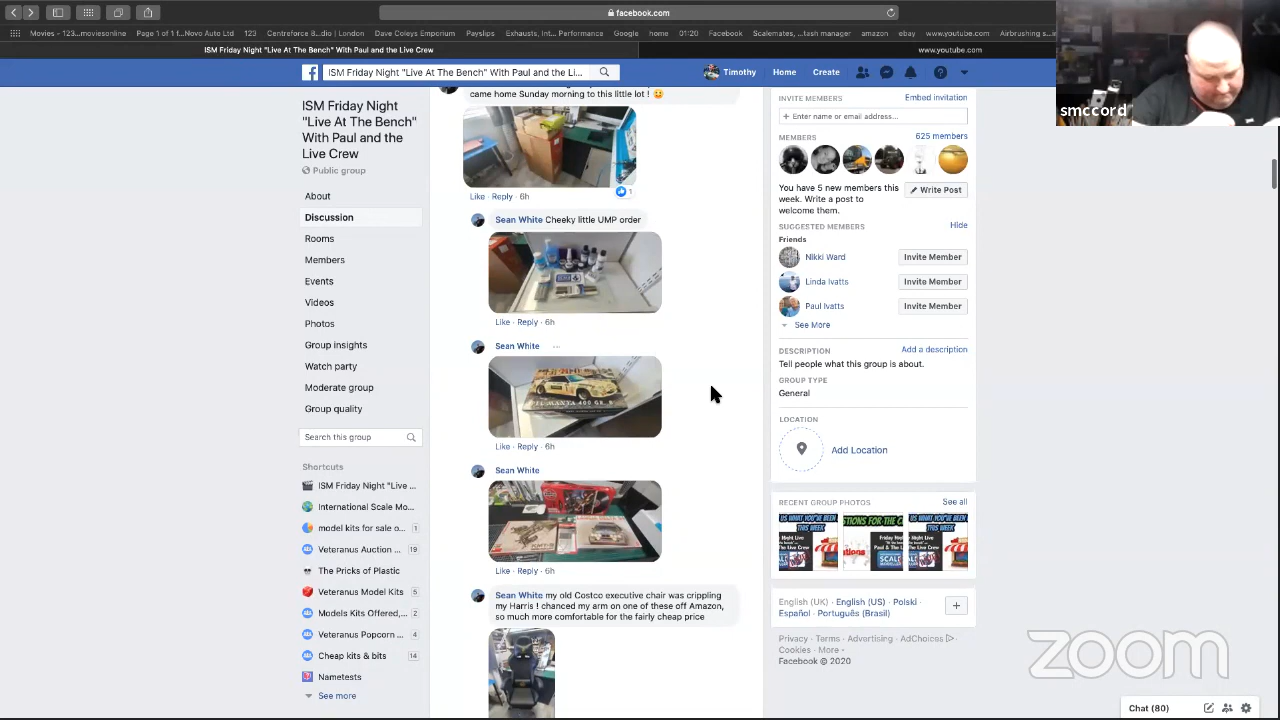 facebook.com
Movies - 123...moviesonline
Page 1 of 1 f...Novo Auto Ltd
123
Centreforce B...dio | London
Dave Coleys Emporium
Payslips
Exhausts, Int... Performance
Google
home
01:20
Facebook
Scalemates, ...tash manager
amazon
ebay
www.youtube.com
Airbrushing s...
ISM Friday Night "Live At The Bench" With Paul and the Live Crew
www.youtube.com
ISM Friday Night "Live At The Bench" With Paul and the Li...
Timothy
Home
Create
smccord
ISM Friday Night
"Live At The Bench"
With Paul and the
Live Crew
Public group
About
Discussion
Rooms
Members
Events
Videos
Photos
Group insights
Watch party
Moderate group
Group quality
Search this group
Shortcuts
ISM Friday Night "Live ...
International Scale Mo...
model kits for sale o... 1
Veteranus Auction ... 19
The Pricks of Plastic
Veteranus Model Kits 5
Models Kits Offered,... 2
Veteranus Popcorn ... 4
Cheap kits & bits 14
Nametests
See more
came home Sunday morning to this little lot !
1
Like · Reply · 6h
Sean White Cheeky little UMP order
Like · Reply · 6h
Sean White ...
MANTA 400 GR. B
Like · Reply · 6h
Sean White
Like · Reply · 6h
Sean White my old Costco executive chair was crippling
my Harris ! chanced my arm on one of these off Amazon,
so much more comfortable for the fairly cheap price
INVITE MEMBERS
Embed invitation
+ Enter name or email address...
MEMBERS
625 members
You have 5 new members this
week. Write a post to
welcome them.
Write Post
SUGGESTED MEMBERS
Hide
Friends
Nikki Ward
Invite Member
Linda Ivatts
Invite Member
Paul Ivatts
Invite Member
See More
DESCRIPTION
Add a description
Tell people what this group is about.
GROUP TYPE
General
LOCATION
Add Location
RECENT GROUP PHOTOS
See all
English (UK) · English (US) · Polski ·
Español · Português (Brasil)
+
Privacy · Terms · Advertising · AdChoices ·
Cookies · More ·
Facebook © 2020
zoom
Chat (80)